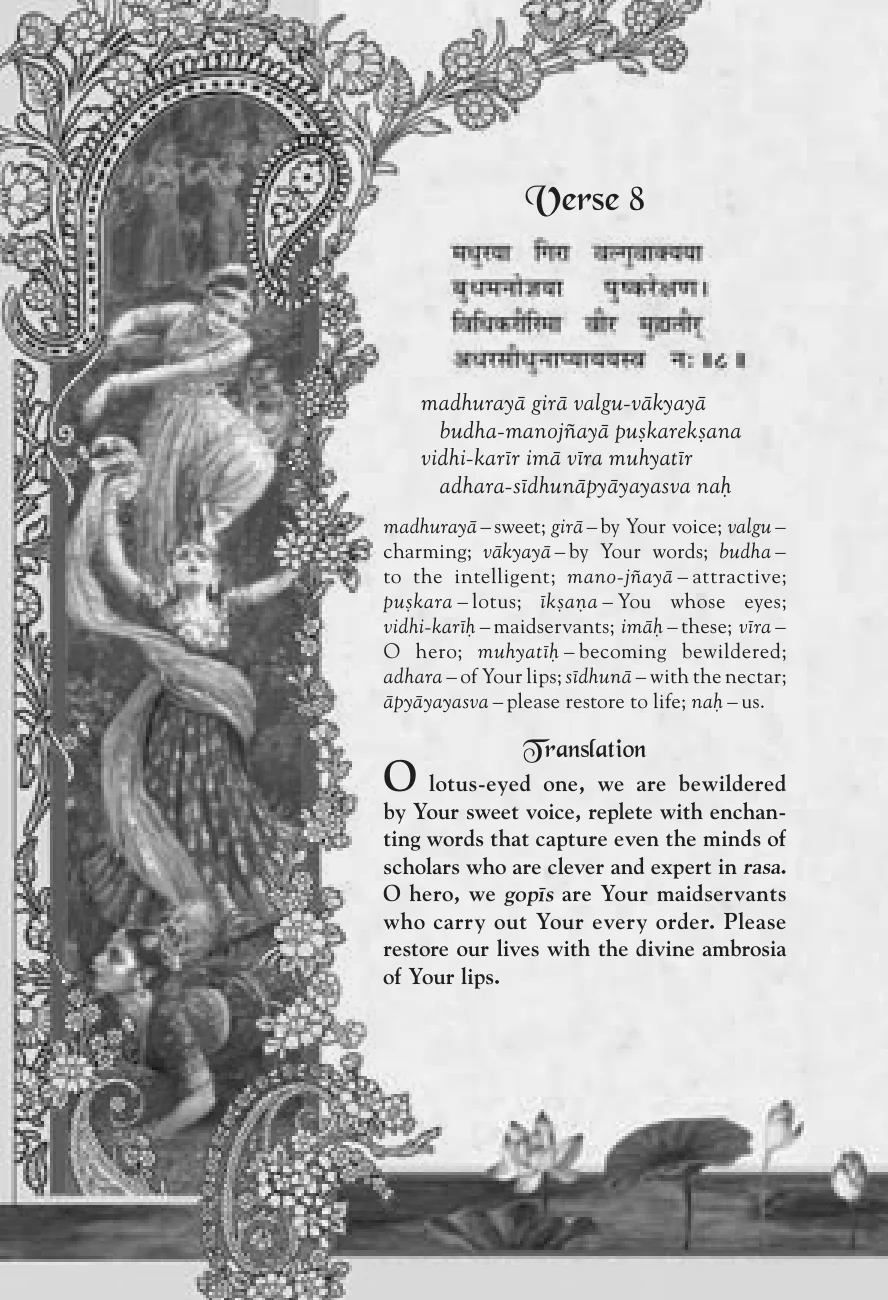 Verse 8
मधुरया गिरा वल्गुवाक्यया
बुधमनोज्ञया पुष्करेक्षण।
विधिकरीरिमा वीर मुह्यतीर्
अधरसीधुनाप्याययस्व नः॥८॥
madhurayā girā valgu-vākyayā
budha-manojñayā puṣkarekṣana
vidhi-karīr imā vīra muhyatīr
adhara-sīdhunāpyāyayasva naḥ
madhurayā – sweet; girā – by Your voice; valgu –
charming; vākyayā – by Your words; budha –
to the intelligent; mano-jñayā – attractive;
puṣkara – lotus; īkṣaṇa – You whose eyes;
vidhi-karīḥ – maidservants; imāḥ – these; vīra –
O hero; muhyatīḥ – becoming bewildered;
adhara – of Your lips; sīdhunā – with the nectar;
āpyāyayasva – please restore to life; naḥ – us.
Translation
O lotus-eyed one, we are bewildered
by Your sweet voice, replete with enchan-
ting words that capture even the minds of
scholars who are clever and expert in rasa.
O hero, we gopīs are Your maidservants
who carry out Your every order. Please
restore our lives with the divine ambrosia
of Your lips.